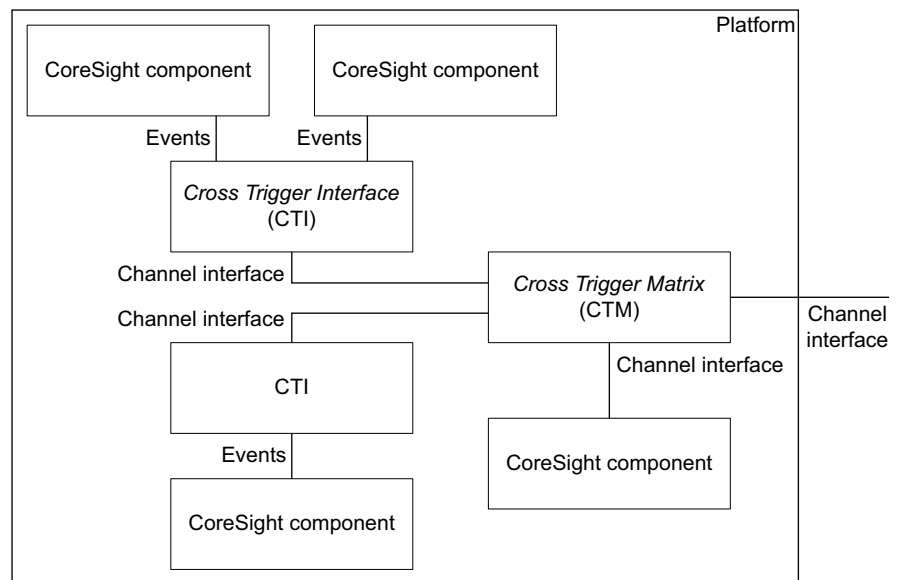 Platform
CoreSight component
CoreSight component
Events
Events
Cross Trigger Interface
(CTI)
Channel interface
Cross Trigger Matrix
(CTM)
Channel interface
Channel
interface
Channel interface
CTI
Events
CoreSight component
CoreSight component